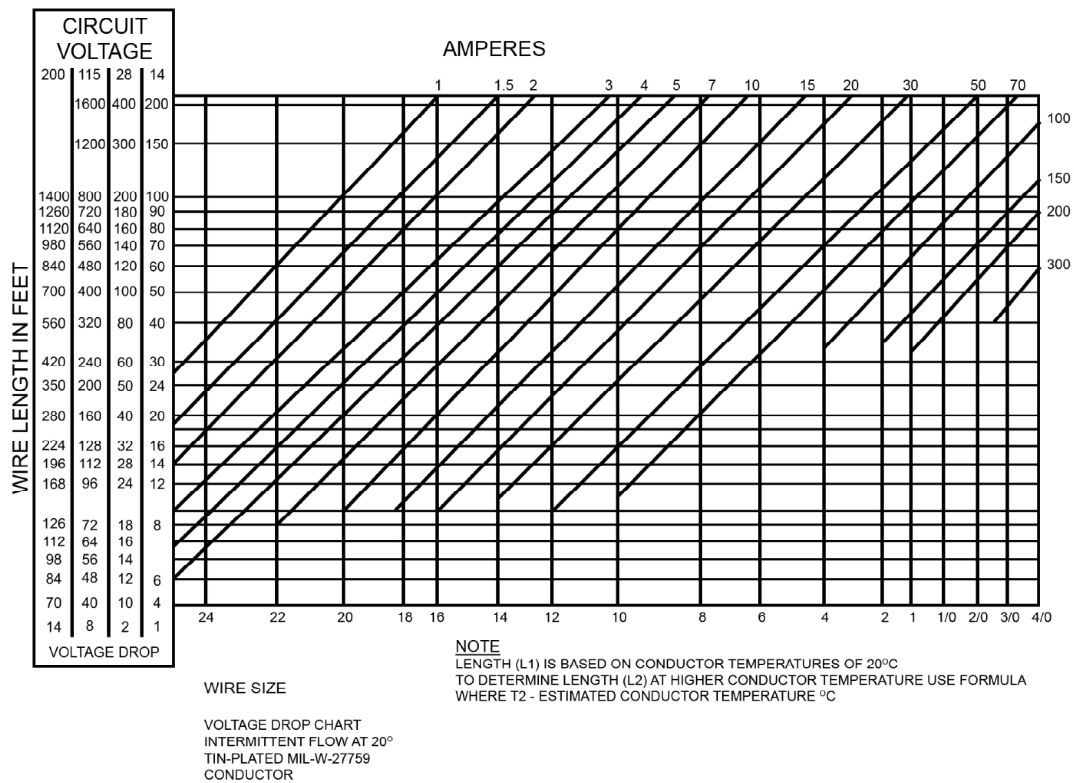 CIRCUIT
VOLTAGE
AMPERES
200 115 28 14
1 1.5 2 3 4 5 7 10 15 20 30 50 70
1600 400 200
100
1200 300 150
150
1400 800 200 100
1260 720 180 90
200
1120 640 160 80
980 560 140 70
840 480 120 60
300
700 400 100 50
560 320 80 40
420 240 60 30
350 200 50 24
280 160 40 20
224 128 32 16
196 112 28 14
168 96 24 12
126 72 18 8
112 64 16
98 56 14
84 48 12 6
70 40 10 4
14 8 2 1
WIRE LENGTH IN FEET
24 22 20 18 16 14 12 10 8 6 4 2 1 1/0 2/0 3/0 4/0
VOLTAGE DROP
NOTE
LENGTH (L1) IS BASED ON CONDUCTOR TEMPERATURES OF 20°C
TO DETERMINE LENGTH (L2) AT HIGHER CONDUCTOR TEMPERATURE USE FORMULA
WHERE T2 - ESTIMATED CONDUCTOR TEMPERATURE °C
WIRE SIZE
VOLTAGE DROP CHART
INTERMITTENT FLOW AT 20°
TIN-PLATED MIL-W-27759
CONDUCTOR